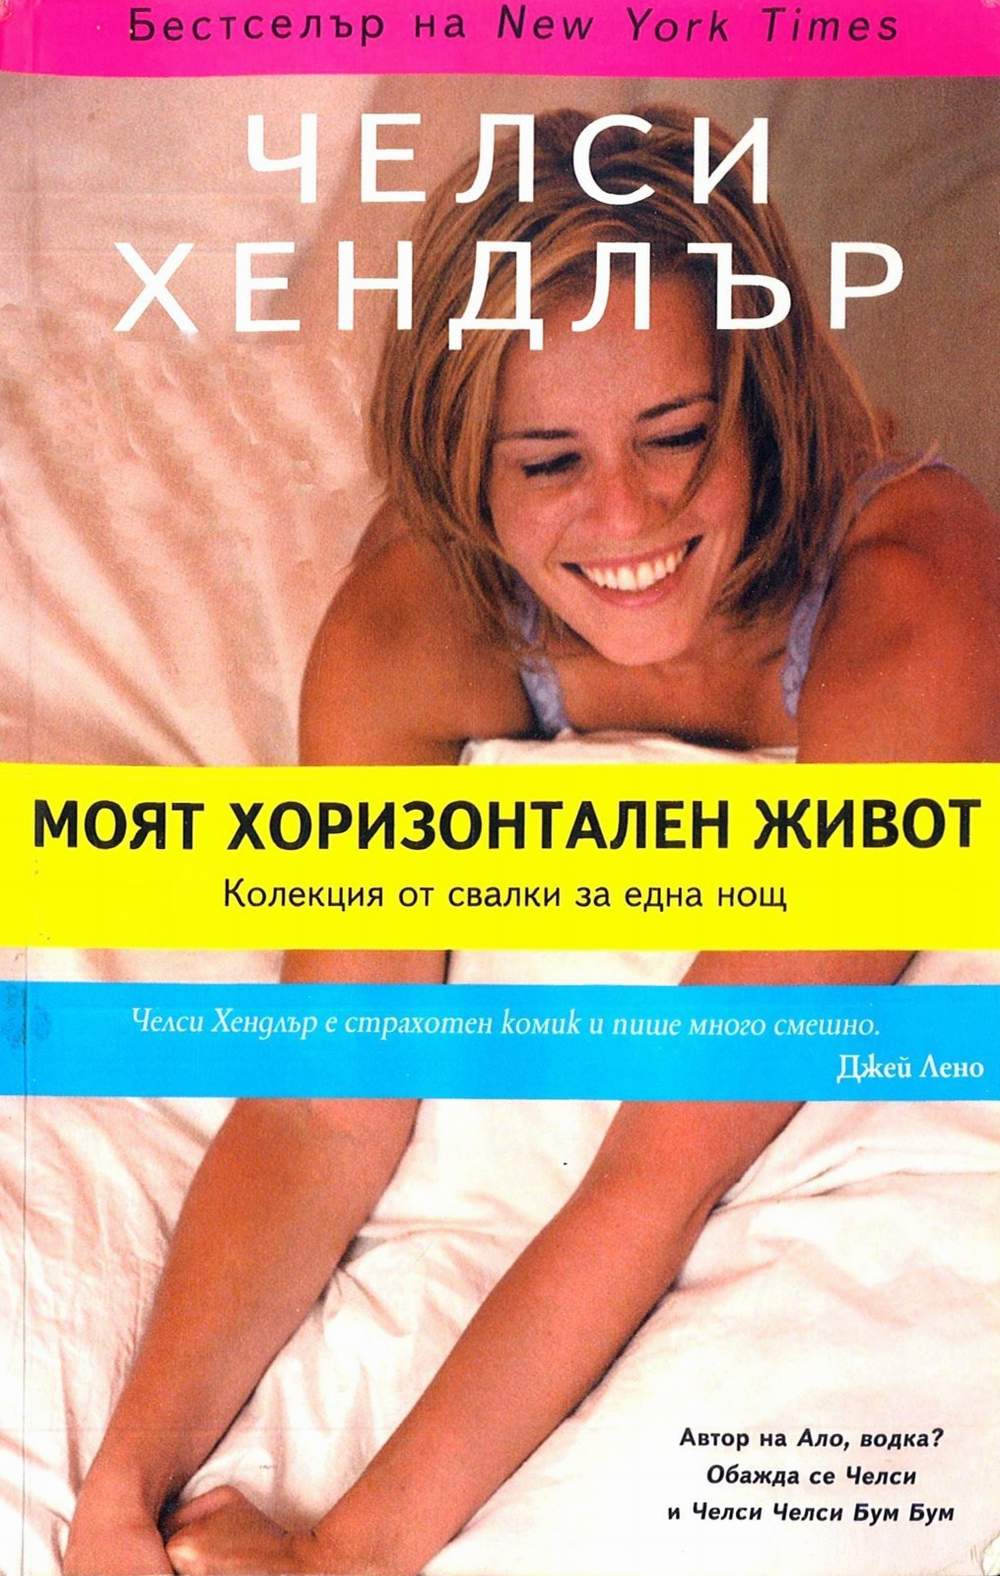 Бестселър на New York Times
ЧЕЛСИ
ХЕНДЛЪР
МОЯТ ХОРИЗОНТАЛЕН ЖИВОТ
Колекция от свалки за една нощ
Челси Хендлър е страхотен комик и пише много смешно.
Джей Лено
Автор на Ало, водка?
Обажда се Челси
и Челси Челси Бум Бум